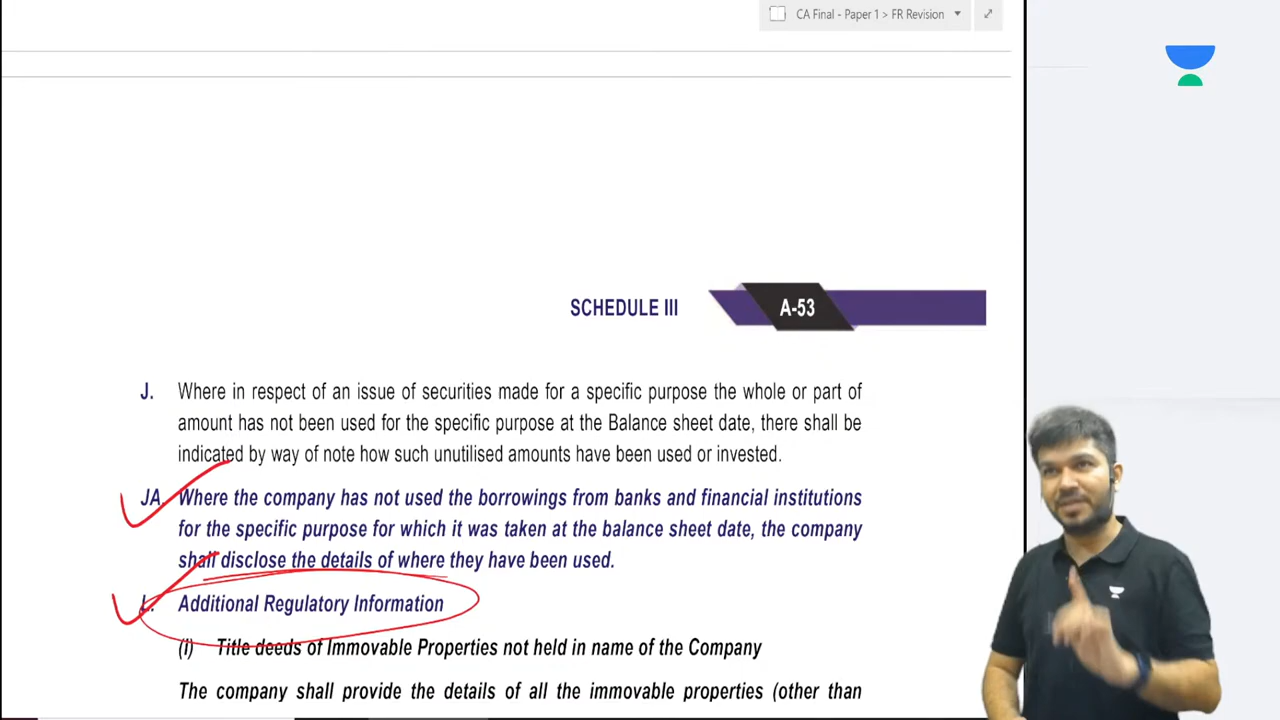 CA Final - Paper 1 > FR Revision
SCHEDULE III
A-53
J. Where in respect of an issue of securities made for a specific purpose the whole or part of
amount has not been used for the specific purpose at the Balance sheet date, there shall be
indicated by way of note how such unutilised amounts have been used or invested.
JA. Where the company has not used the borrowings from banks and financial institutions
for the specific purpose for which it was taken at the balance sheet date, the company
shall disclose the details of where they have been used.
L. Additional Regulatory Information
(I) Title deeds of Immovable Properties not held in name of the Company
The company shall provide the details of all the immovable properties (other than